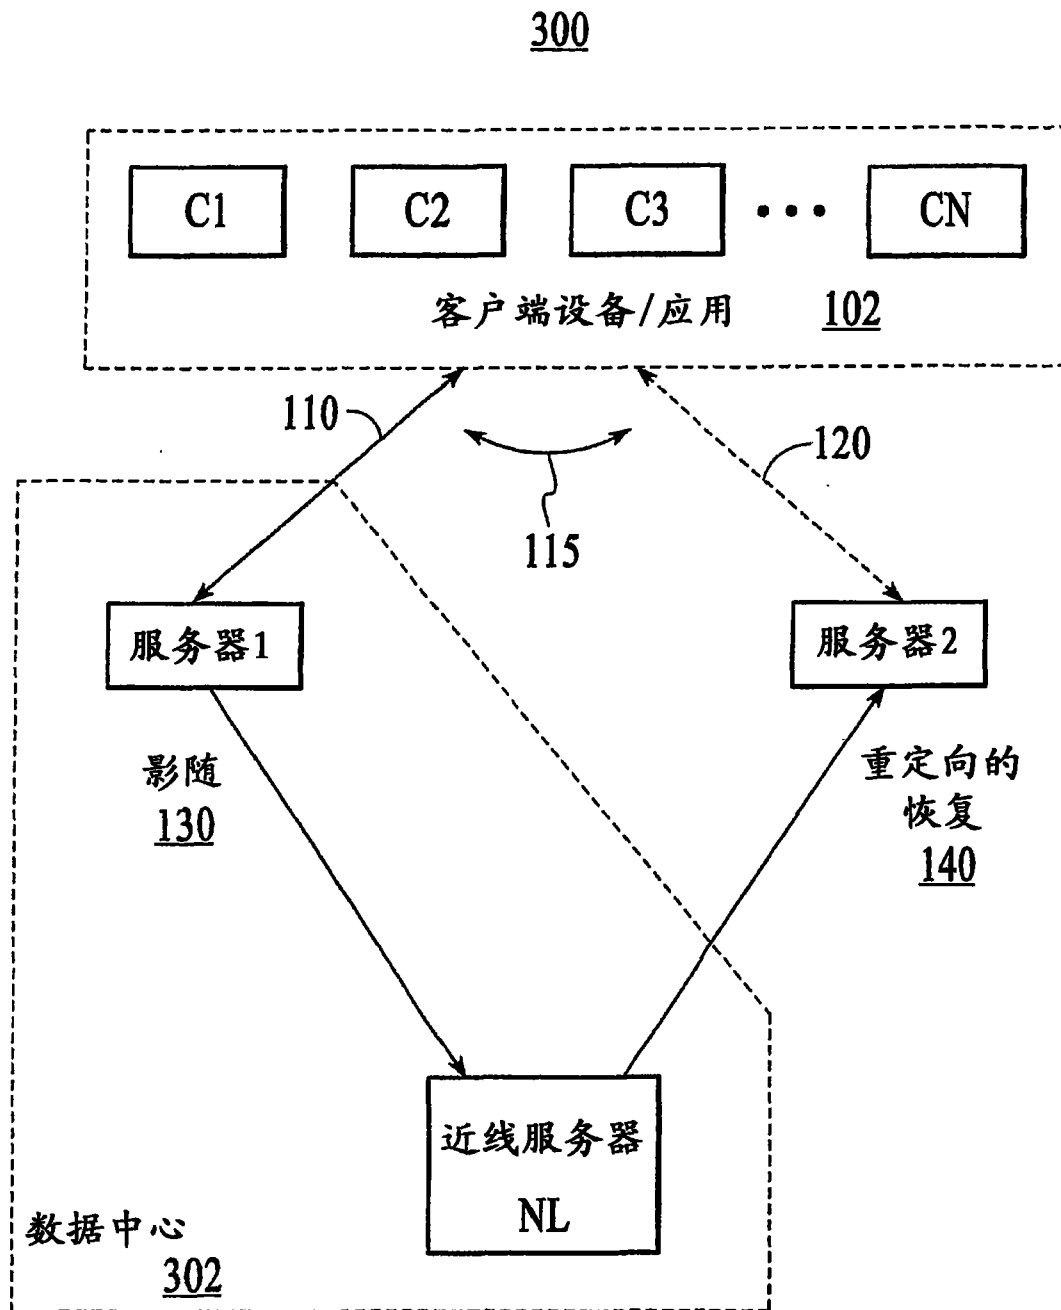 300
C1 C2 C3 ••• CN
客户端设备/应用 102
110
120
115
服务器1
服务器2
影随
130
重定向的
恢复
140
近线服务器
NL
数据中心
302